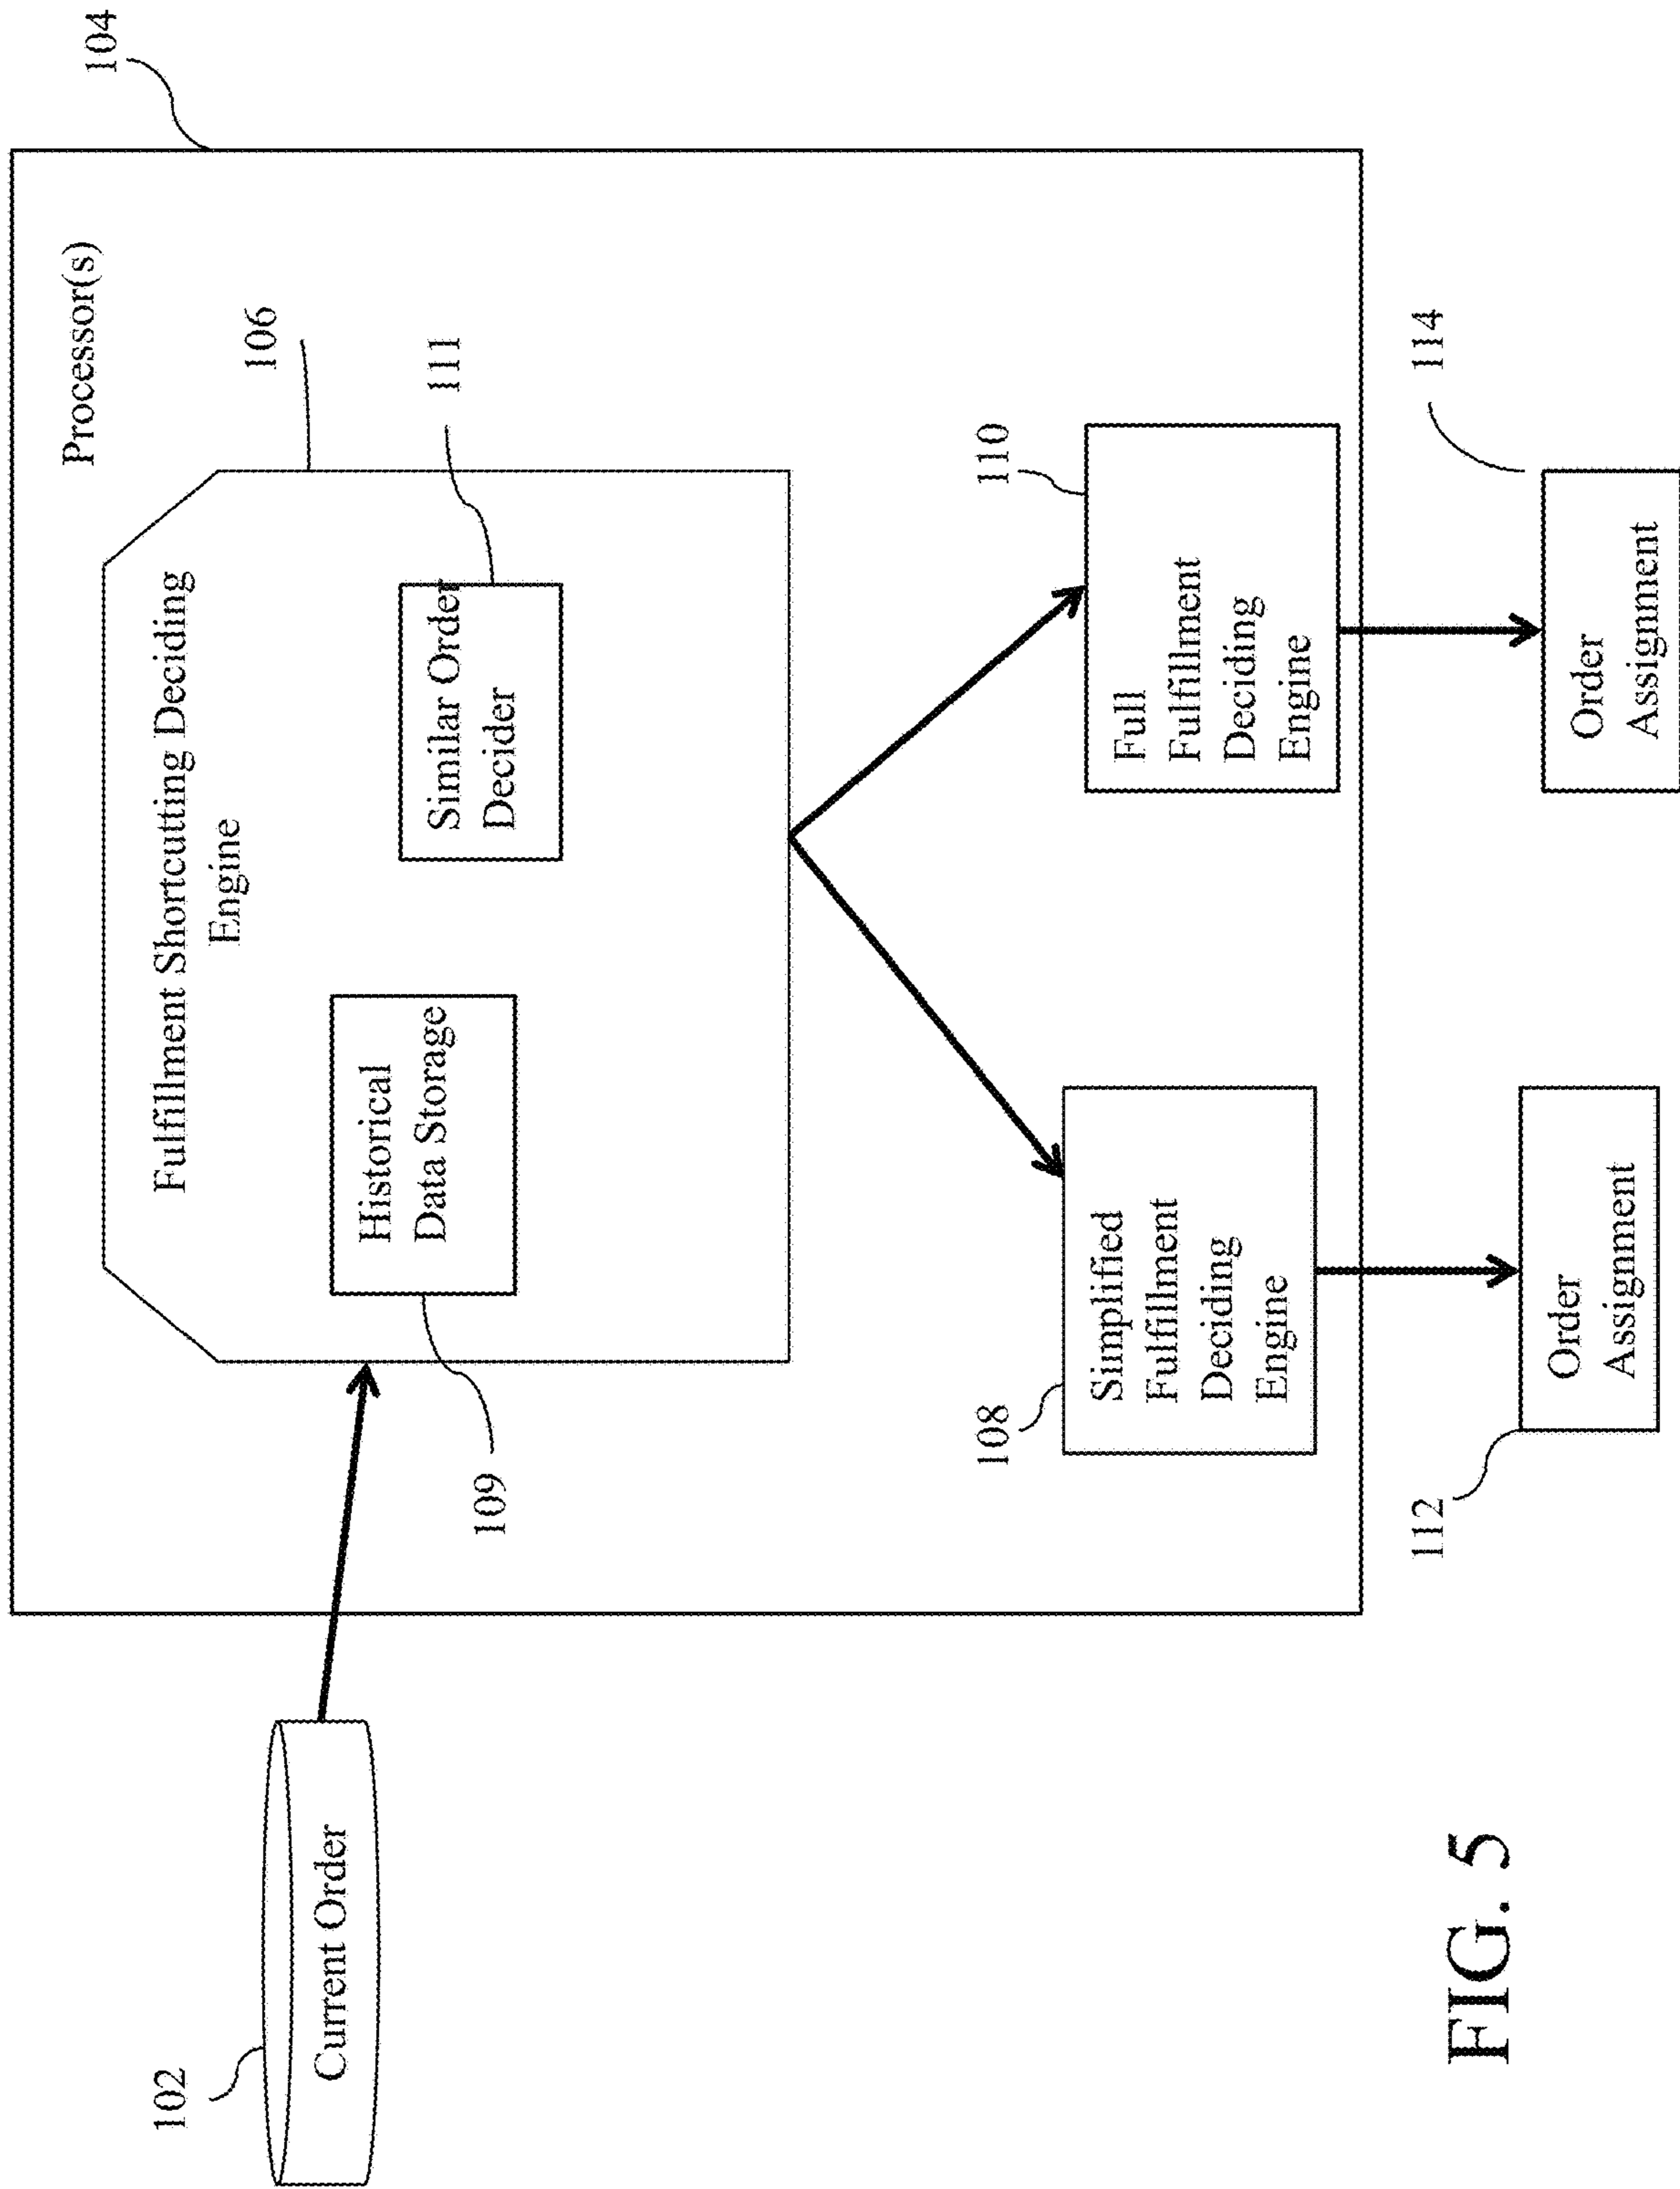 104
Processor(s)
106
Fulfillment Shortcutting Deciding
Engine
111
Historical
Data Storage
Similar Order
Decider
102
Current Order
109
108
Simplified
Fulfillment
Deciding
Engine
110
Full
Fulfillment
Deciding
Engine
112
Order
Assignment
114
Order
Assignment
FIG. 5